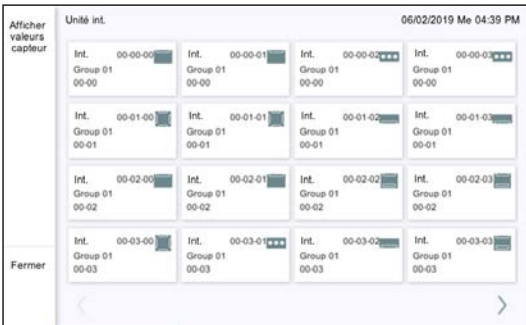 Afficher
valeurs
capteur
Unité int.
06/02/2019 Me 04:39 PM
Int. 00-00-00
Group 01
00-00
Int. 00-00-01
Group 01
00-00
Int. 00-00-02
Group 01
00-00
Int. 00-00-03
Group 01
00-00
Int. 00-01-00
Group 01
00-01
Int. 00-01-01
Group 01
00-01
Int. 00-01-02
Group 01
00-01
Int. 00-01-03
Group 01
00-01
Int. 00-02-00
Group 01
00-02
Int. 00-02-01
Group 01
00-02
Int. 00-02-02
Group 01
00-02
Int. 00-02-03
Group 01
00-02
Int. 00-03-00
Group 01
00-03
Int. 00-03-01
Group 01
00-03
Int. 00-03-02
Group 01
00-03
Int. 00-03-03
Group 01
00-03
Fermer